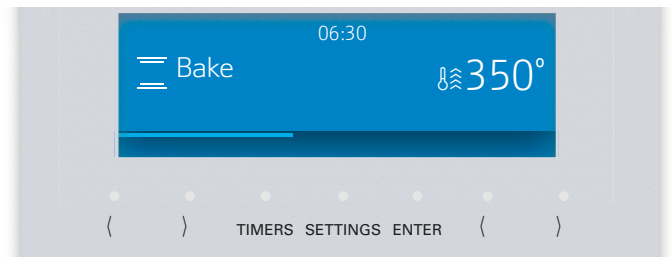 06:30
Bake 350°
〈 〉 TIMERS SETTINGS ENTER 〈 〉